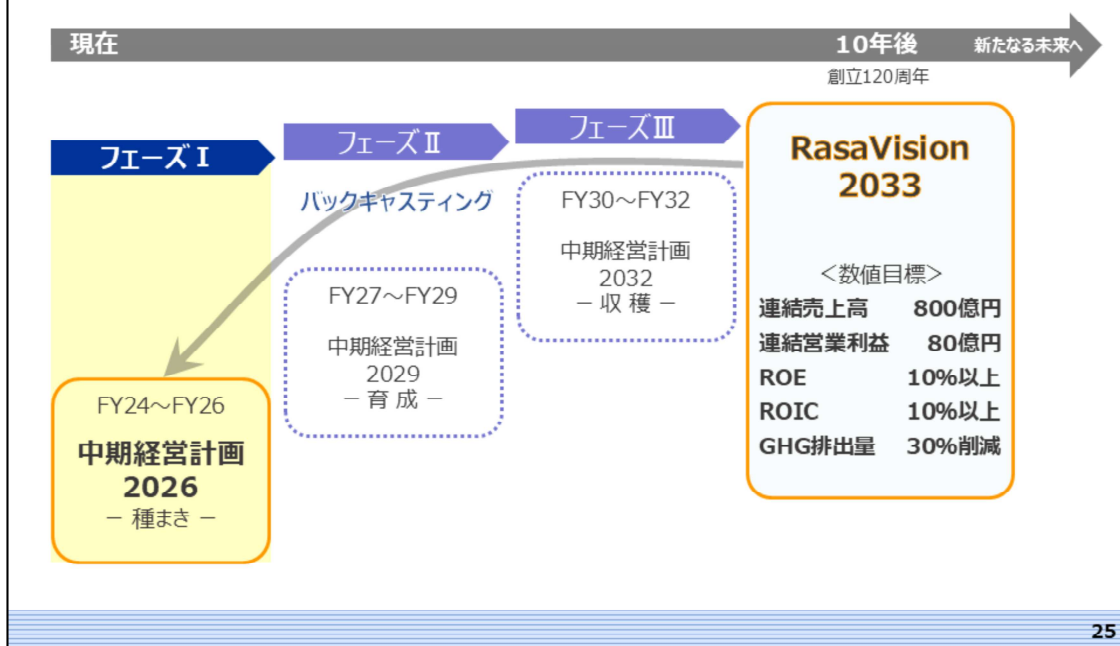 現在
10年後
新たなる未来へ
創立120周年
フェーズⅠ
フェーズⅡ
フェーズⅢ
バックキャスティング
FY24～FY26
中期経営計画
2026
－ 種まき －
FY27～FY29
中期経営計画
2029
－ 育 成 －
FY30～FY32
中期経営計画
2032
－ 収 穫 －
RasaVision
2033
＜数値目標＞
連結売上高 800億円
連結営業利益 80億円
ROE 10%以上
ROIC 10%以上
GHG排出量 30%削減
25